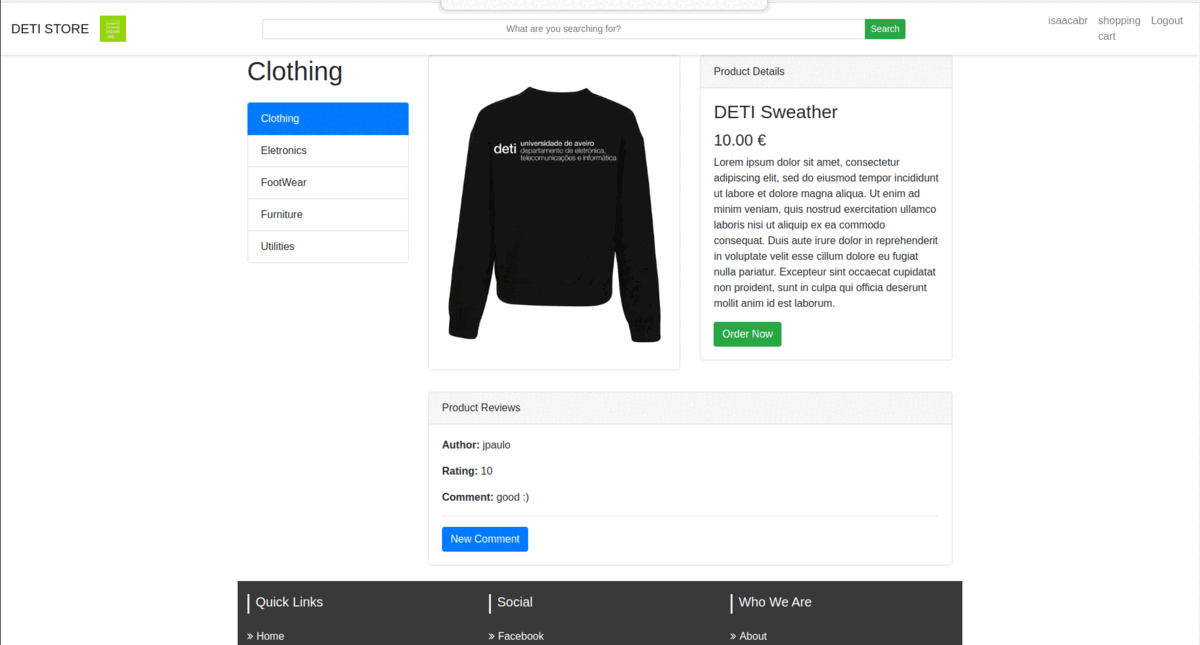 DETI STORE
What are you searching for?
Search
isaacabr
shopping
cart
Logout
Clothing
Clothing
Eletronics
FootWear
Furniture
Utilities
deti
universidade de aveiro
departamento de eletrónica,
telecomunicações e informática
Product Details
DETI Sweather
10.00 €
Lorem ipsum dolor sit amet, consectetur
adipiscing elit, sed do eiusmod tempor incididunt
ut labore et dolore magna aliqua. Ut enim ad
minim veniam, quis nostrud exercitation ullamco
laboris nisi ut aliquip ex ea commodo
consequat. Duis aute irure dolor in reprehenderit
in voluptate velit esse cillum dolore eu fugiat
nulla pariatur. Excepteur sint occaecat cupidatat
non proident, sunt in culpa qui officia deserunt
mollit anim id est laborum.
Order Now
Product Reviews
Author: jpaulo
Rating: 10
Comment: good :)
New Comment
Quick Links
» Home
Social
» Facebook
Who We Are
» About